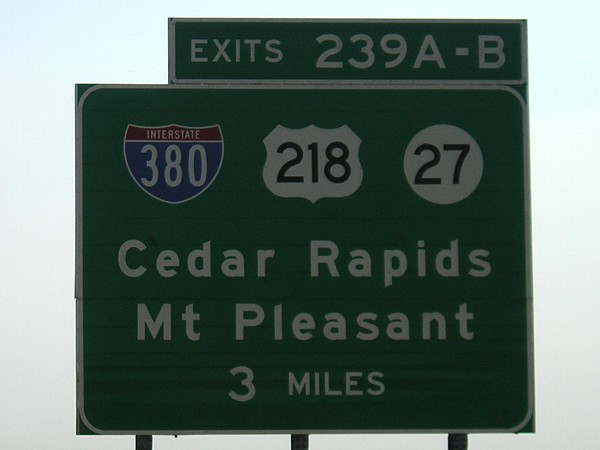 EXITS 239A-B
INTERSTATE
380 218 27
Cedar Rapids
Mt Pleasant
3 MILES